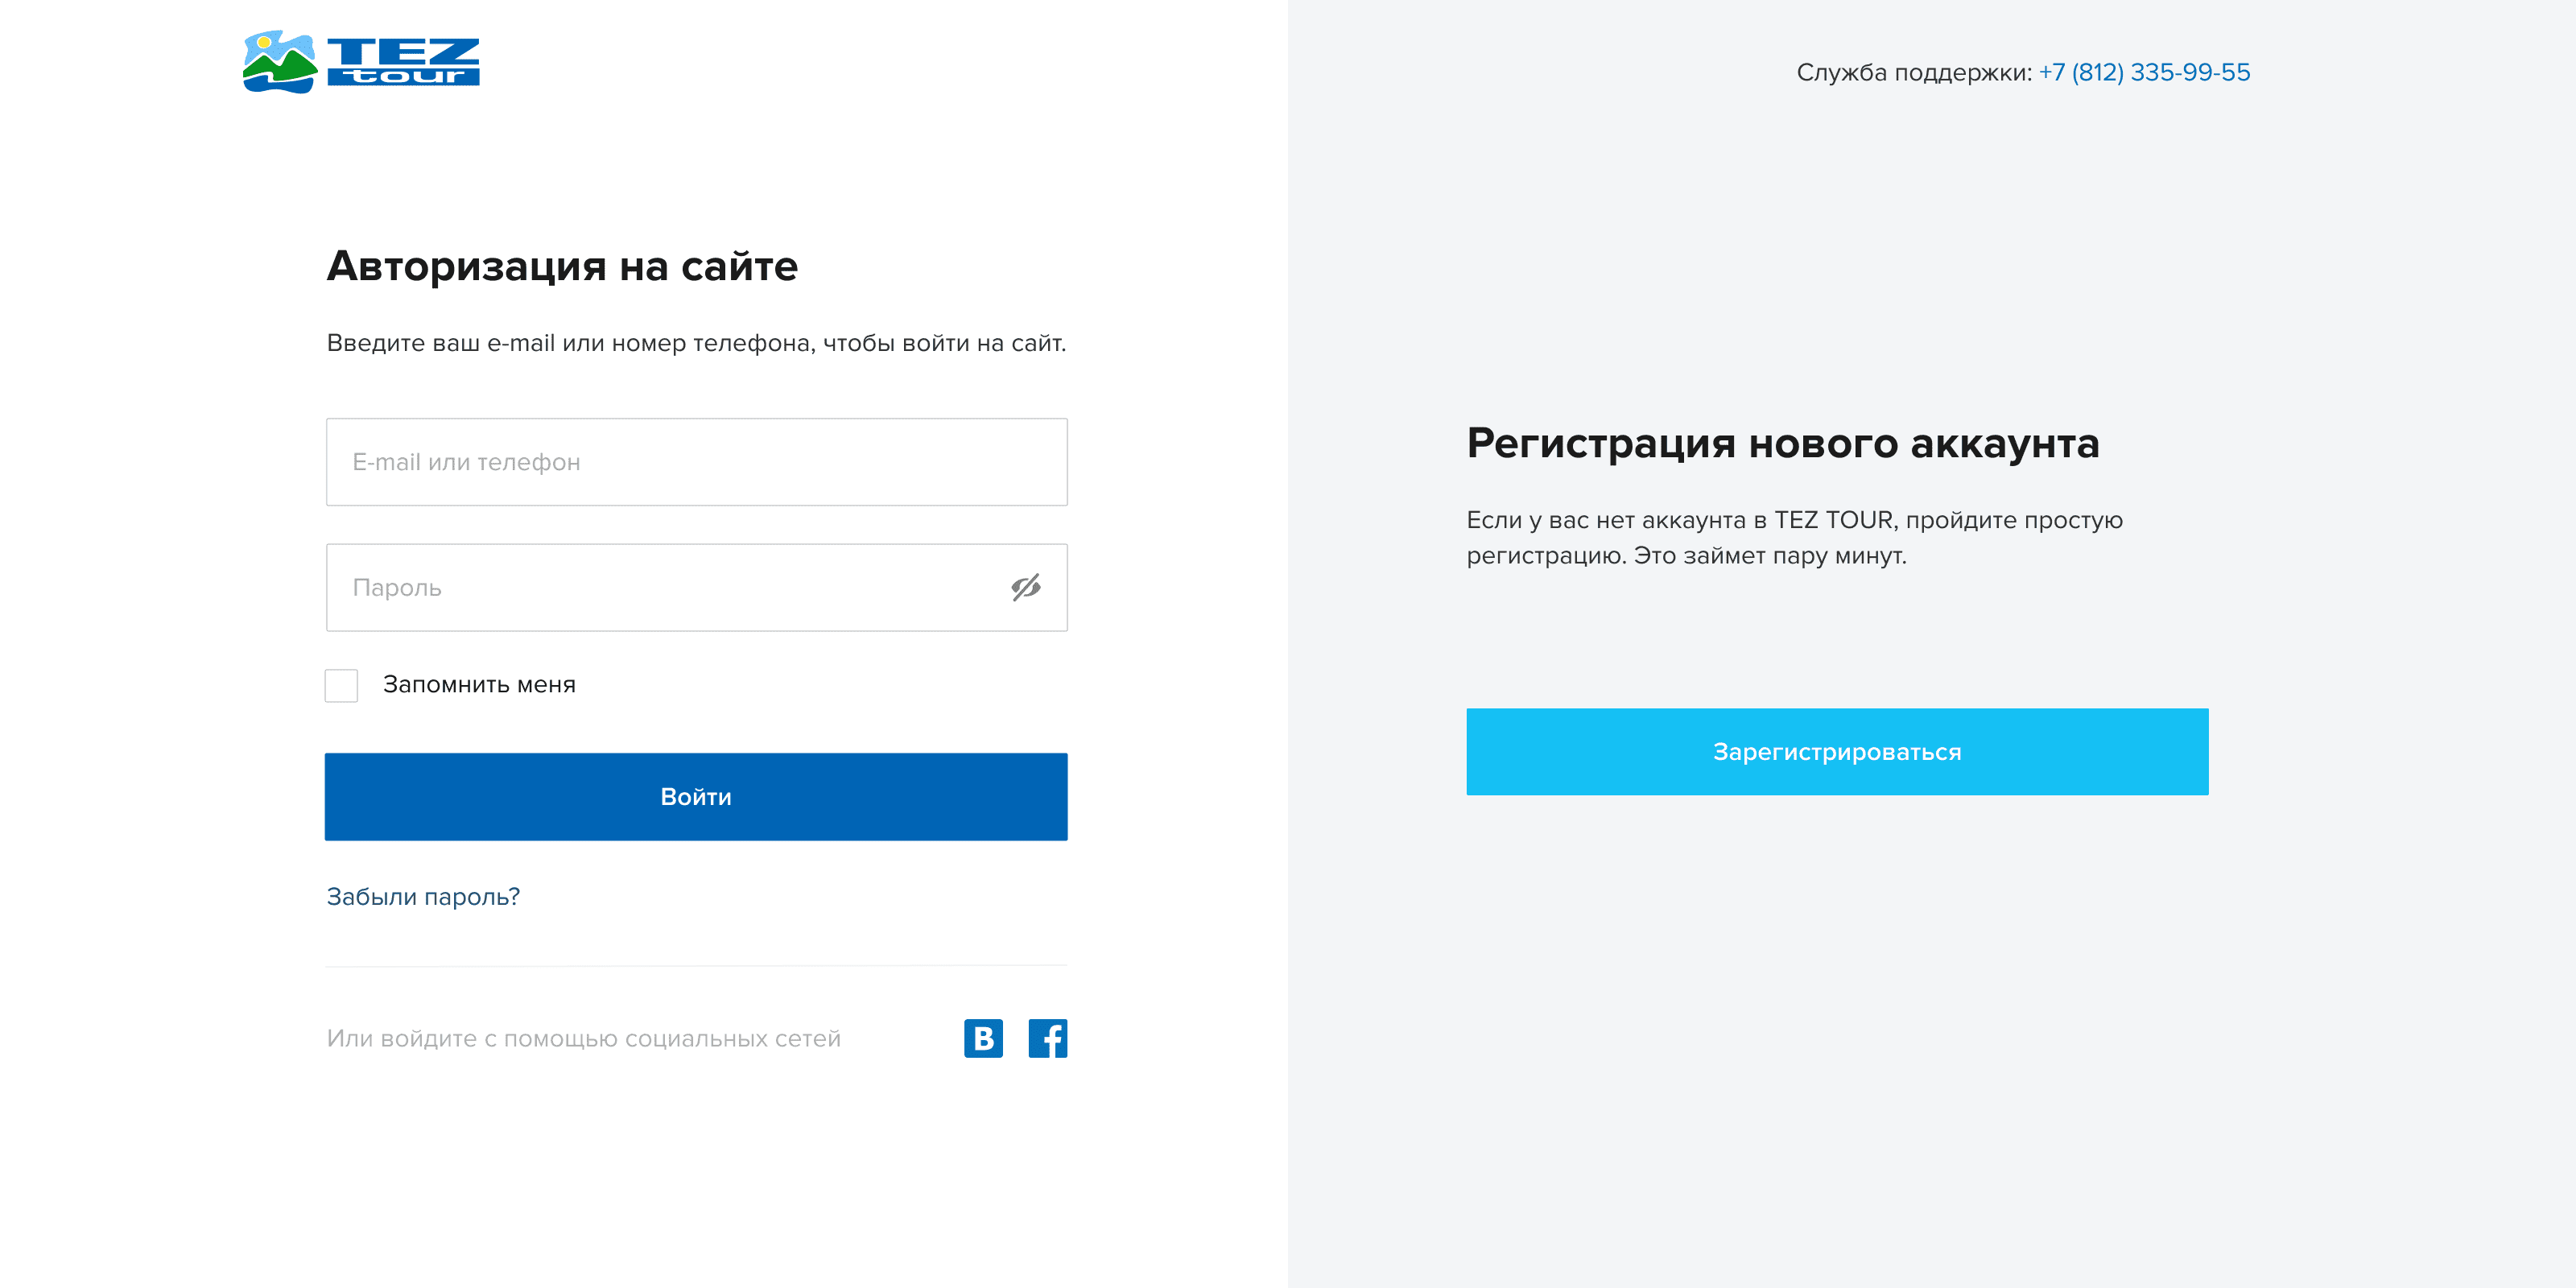 TEZ
tour
Служба поддержки: +7 (812) 335-99-55
Авторизация на сайте
Введите ваш e-mail или номер телефона, чтобы войти на сайт.
E-mail или телефон
Пароль
Запомнить меня
Войти
Забыли пароль?
Или войдите с помощью социальных сетей
Регистрация нового аккаунта
Если у вас нет аккаунта в TEZ TOUR, пройдите простую
регистрацию. Это займет пару минут.
Зарегистрироваться